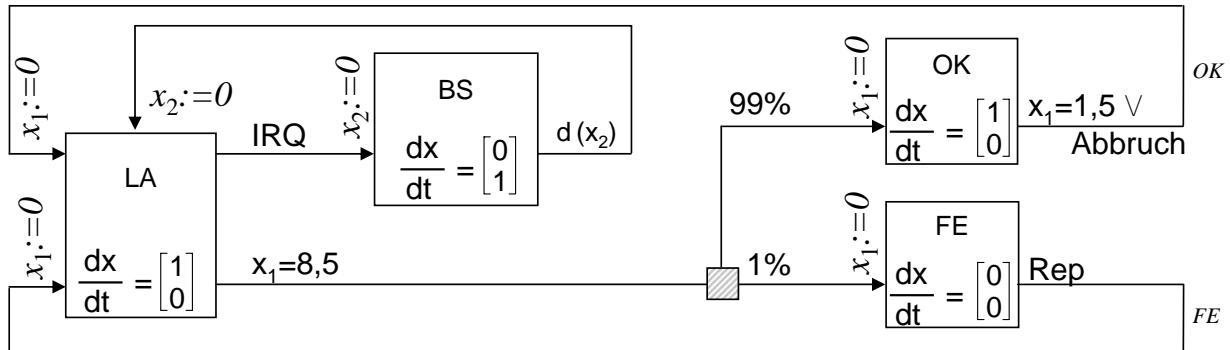 x₁:=0
x₂:=0
LA
dx/dt = [1 0]
x₁:=0
IRQ
x₂:=0
BS
dx/dt = [0 1]
d (x₂)
x₁=8,5
99%
1%
x₁:=0
OK
dx/dt = [1 0]
x₁=1,5 ∨
Abbruch
OK
x₁:=0
FE
dx/dt = [0 0]
Rep
FE